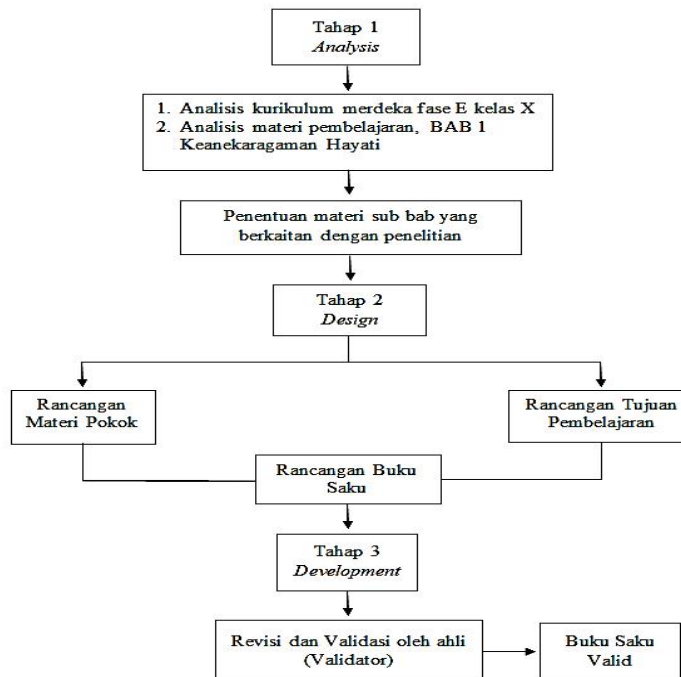 Tahap 1
Analysis
1. Analisis kurikulum merdeka fase E kelas X
2. Analisis materi pembelajaran, BAB 1
Keanekaragaman Hayati
Penentuan materi sub bab yang
berkaitan dengan penelitian
Tahap 2
Design
Rancangan
Materi Pokok
Rancangan Tujuan
Pembelajaran
Rancangan Buku
Saku
Tahap 3
Development
Revisi dan Validasi oleh ahli
(Validator)
Buku Saku
Valid